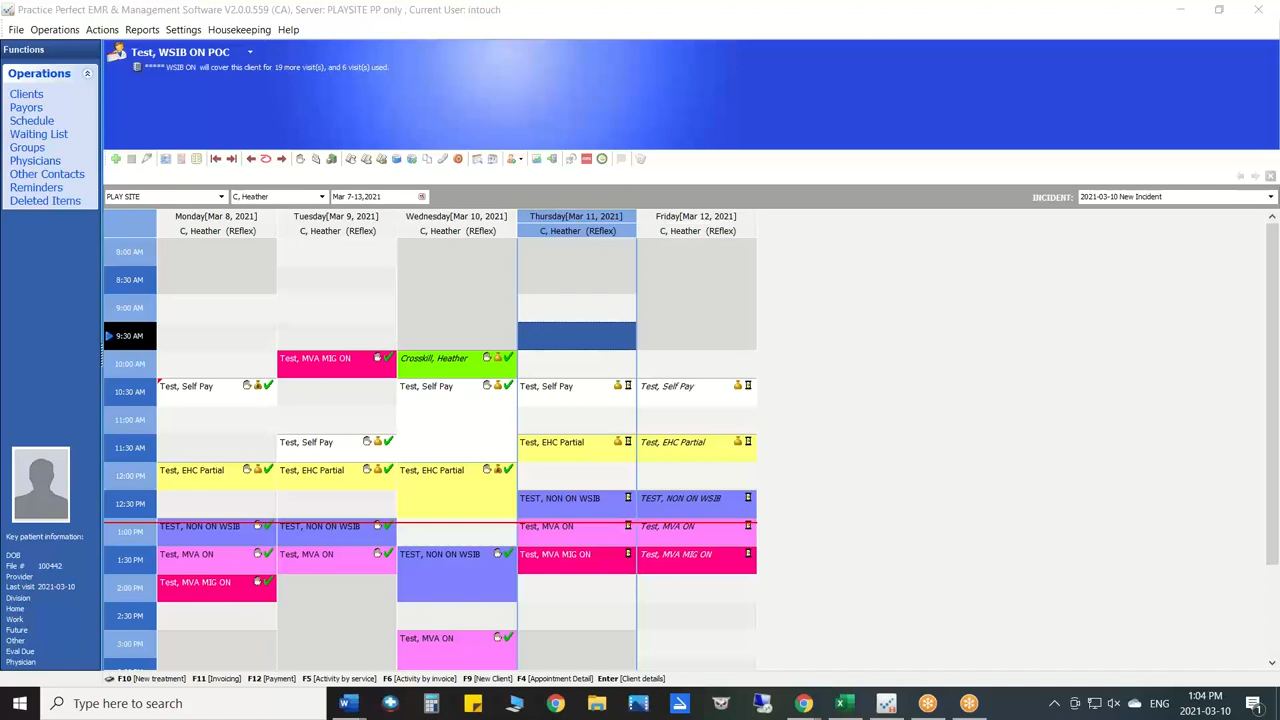 Practice Perfect EMR & Management Software V2.0.0.559 (CA), Server: PLAYSITE PP only , Current User: intouch
File Operations Actions Reports Settings Housekeeping Help
Functions
Operations
Clients
Payors
Schedule
Waiting List
Groups
Physicians
Other Contacts
Reminders
Deleted Items
Key patient information:
DOB
File # 100442
Provider
Last visit 2021-03-10
Division
Home
Work
Future
Other
Eval Due
Physician
Test, WSIB ON POC
***** WSIB ON will cover this client for 19 more visit(s), and 6 visit(s) used.
PLAY SITE C, Heather Mar 7-13,2021 INCIDENT: 2021-03-10 New Incident
Monday[Mar 8, 2021] Tuesday[Mar 9, 2021] Wednesday[Mar 10, 2021] Thursday[Mar 11, 2021] Friday[Mar 12, 2021]
C, Heather (REflex) C, Heather (REflex) C, Heather (REflex) C, Heather (REflex) C, Heather (REflex)
8:00 AM
8:30 AM
9:00 AM
9:30 AM
10:00 AM Test, MVA MIG ON Crosskill, Heather
10:30 AM Test, Self Pay Test, Self Pay Test, Self Pay Test, Self Pay
11:00 AM
11:30 AM Test, Self Pay Test, EHC Partial Test, EHC Partial
12:00 PM Test, EHC Partial Test, EHC Partial Test, EHC Partial
12:30 PM TEST, NON ON WSIB TEST, NON ON WSIB
1:00 PM TEST, NON ON WSIB TEST, NON ON WSIB Test, MVA ON Test, MVA ON
1:30 PM Test, MVA ON Test, MVA ON TEST, NON ON WSIB Test, MVA MIG ON Test, MVA MIG ON
2:00 PM Test, MVA MIG ON
2:30 PM
3:00 PM Test, MVA ON
F10 [New treatment] F11 [Invoicing] F12 [Payment] F5 [Activity by service] F6 [Activity by invoice] F9 [New Client] F4 [Appointment Detail] Enter [Client details]
Type here to search
ENG
1:04 PM
2021-03-10